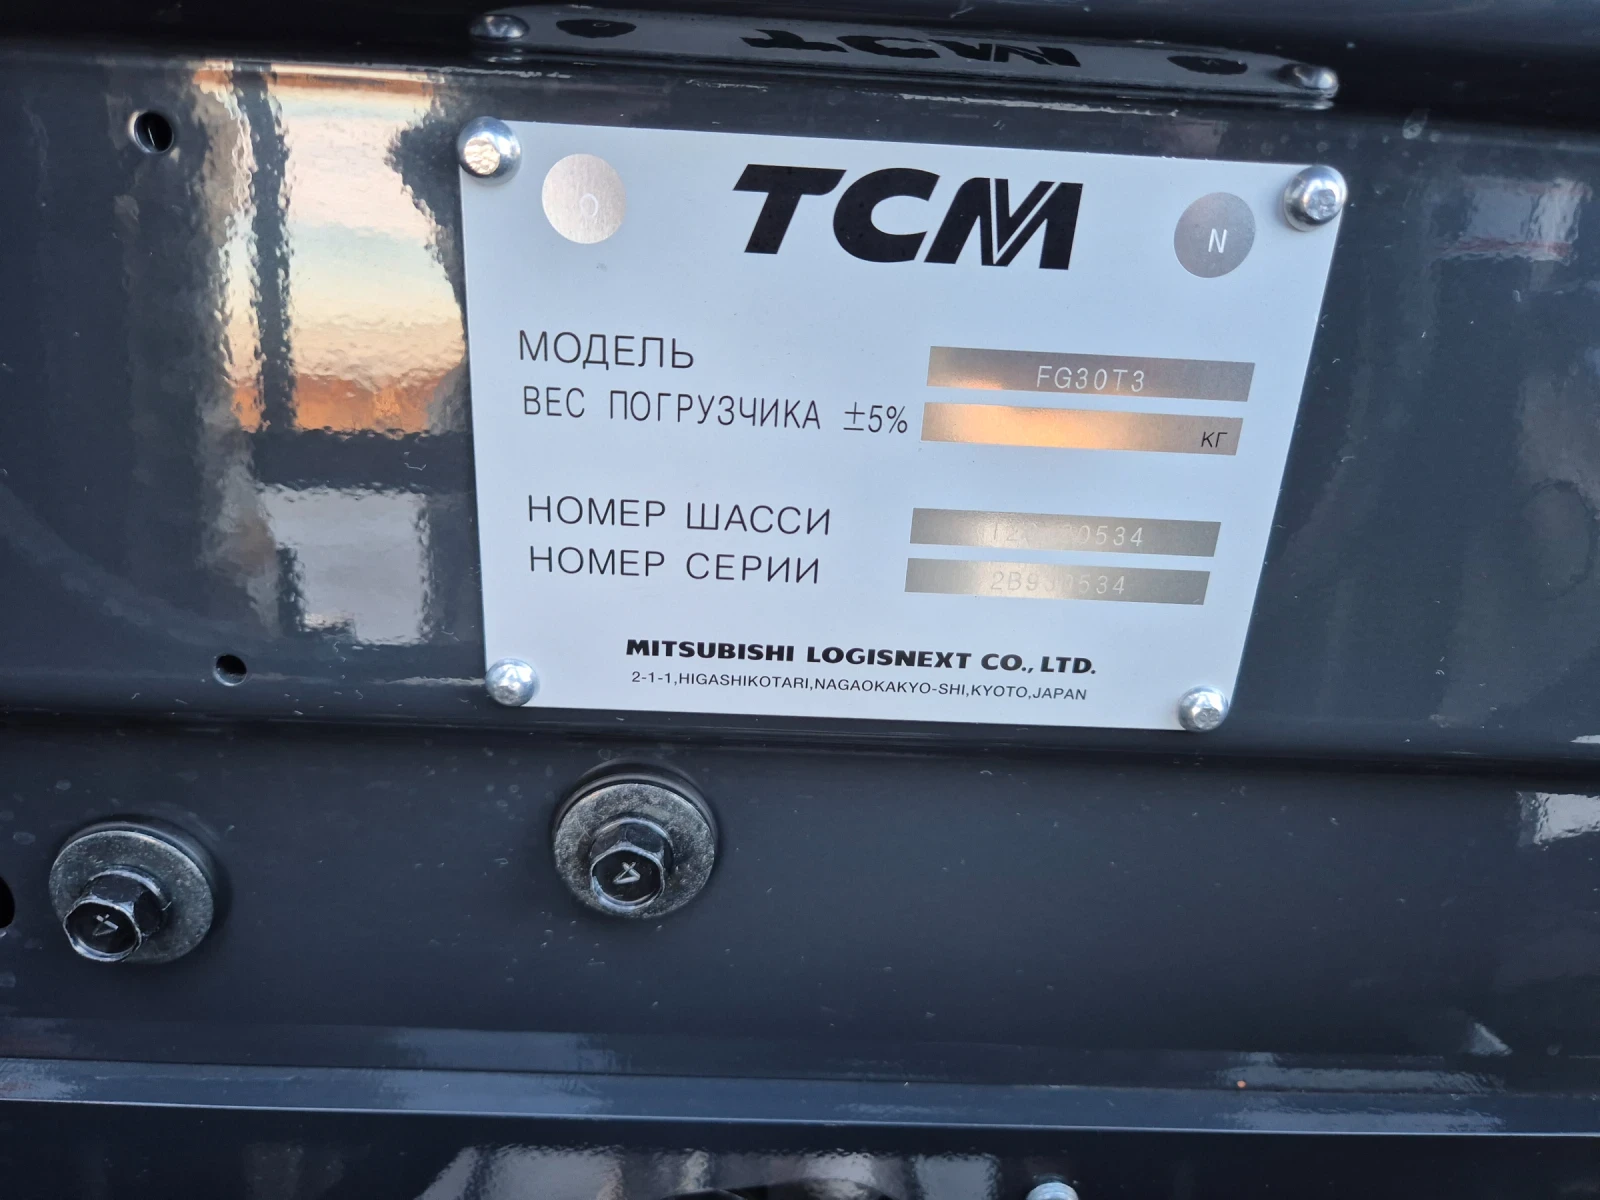 O TCM N
МОДЕЛЬ FG30T3
ВЕС ПОГРУЗЧИКА ±5% КГ
НОМЕР ШАССИ
НОМЕР СЕРИИ
MITSUBISHI LOGISNEXT CO., LTD.
2-1-1,HIGASHIKOTARI,NAGAOKAKYO-SHI,KYOTO,JAPAN